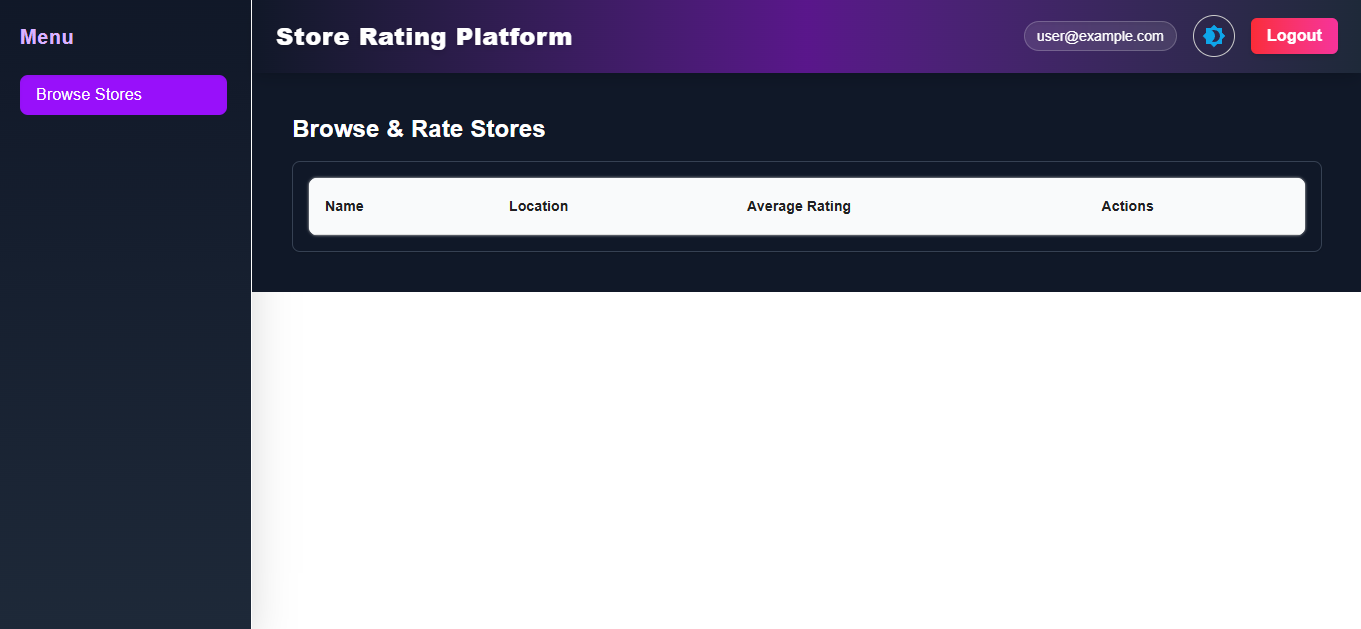 Menu
Browse Stores
Store Rating Platform
user@example.com
Logout
Browse & Rate Stores
Name Location Average Rating Actions